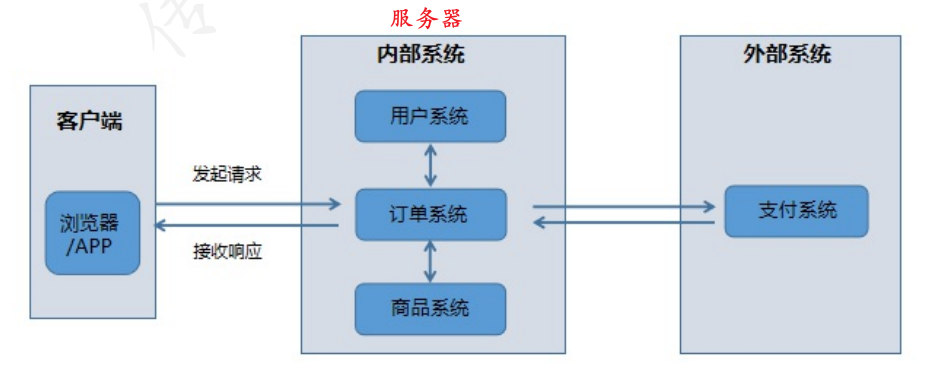 传
服务器
内部系统
外部系统
客户端
用户系统
发起请求
浏览器
/APP
订单系统
支付系统
接收响应
商品系统